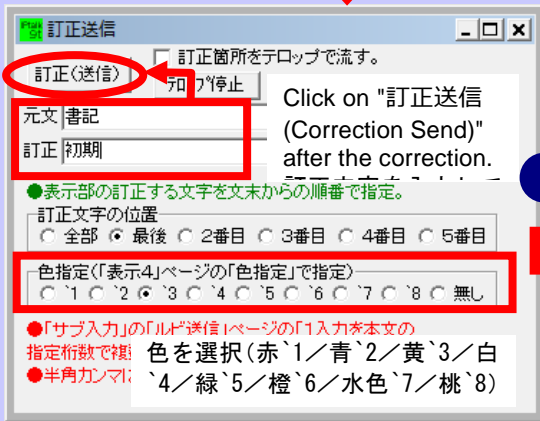 Ptalk
9t 訂正送信
訂正箇所をテロップで流す。
訂正(送信)
停止
Click on "訂正送信
(Correction Send)"
after the correction.
元文 書記
訂正 初期
●表示部の訂正する文字を文末からの順番で指定。
訂正文字の位置
全部 最後 2番目 3番目 4番目 5番目
色指定(「表示4」ページの「色指定」で指定)
`1 `2 `3 `4 `5 `6 `7 `8 無し
●「サブ入力」の「ルビ送信」ページの「1入力を本文の
指定桁数で複
●半角カンマに
色を選択(赤`1/青`2/黄`3/白
`4/緑`5/橙`6/水色`7/桃`8)